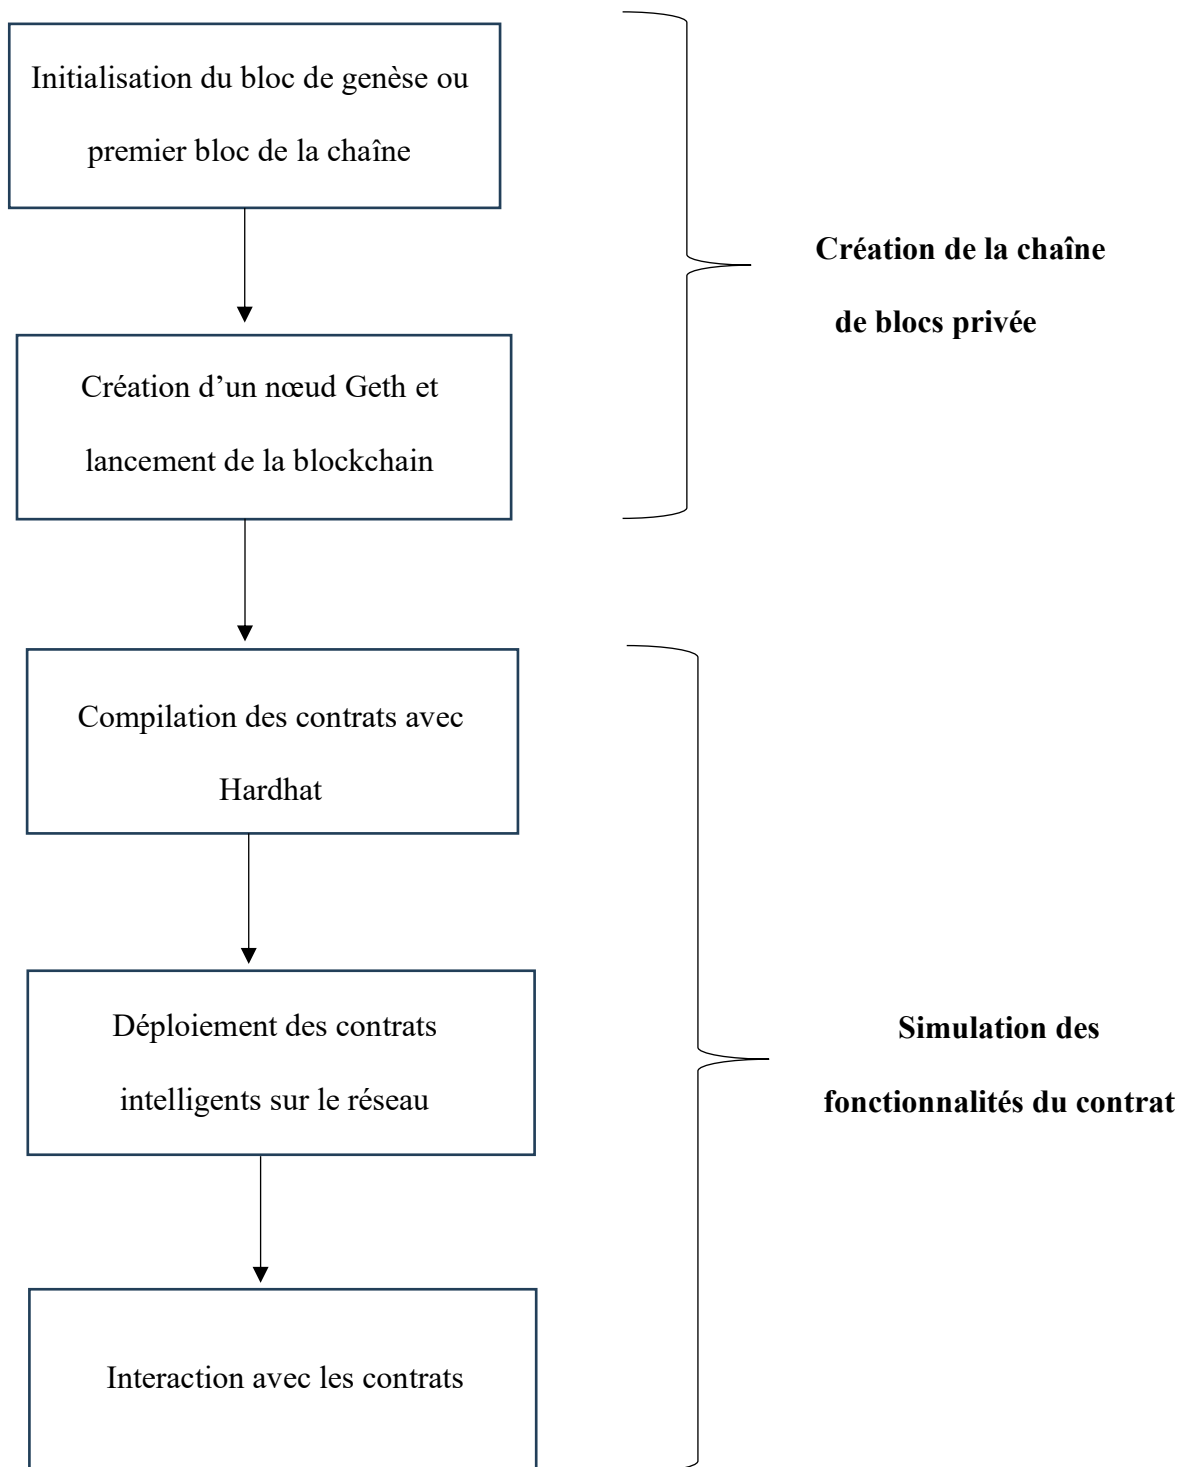 Initialisation du bloc de genèse ou
premier bloc de la chaîne
Création de la chaîne
de blocs privée
Création d’un nœud Geth et
lancement de la blockchain
Compilation des contrats avec
Hardhat
Déploiement des contrats
intelligents sur le réseau
Simulation des
fonctionnalités du contrat
Interaction avec les contrats